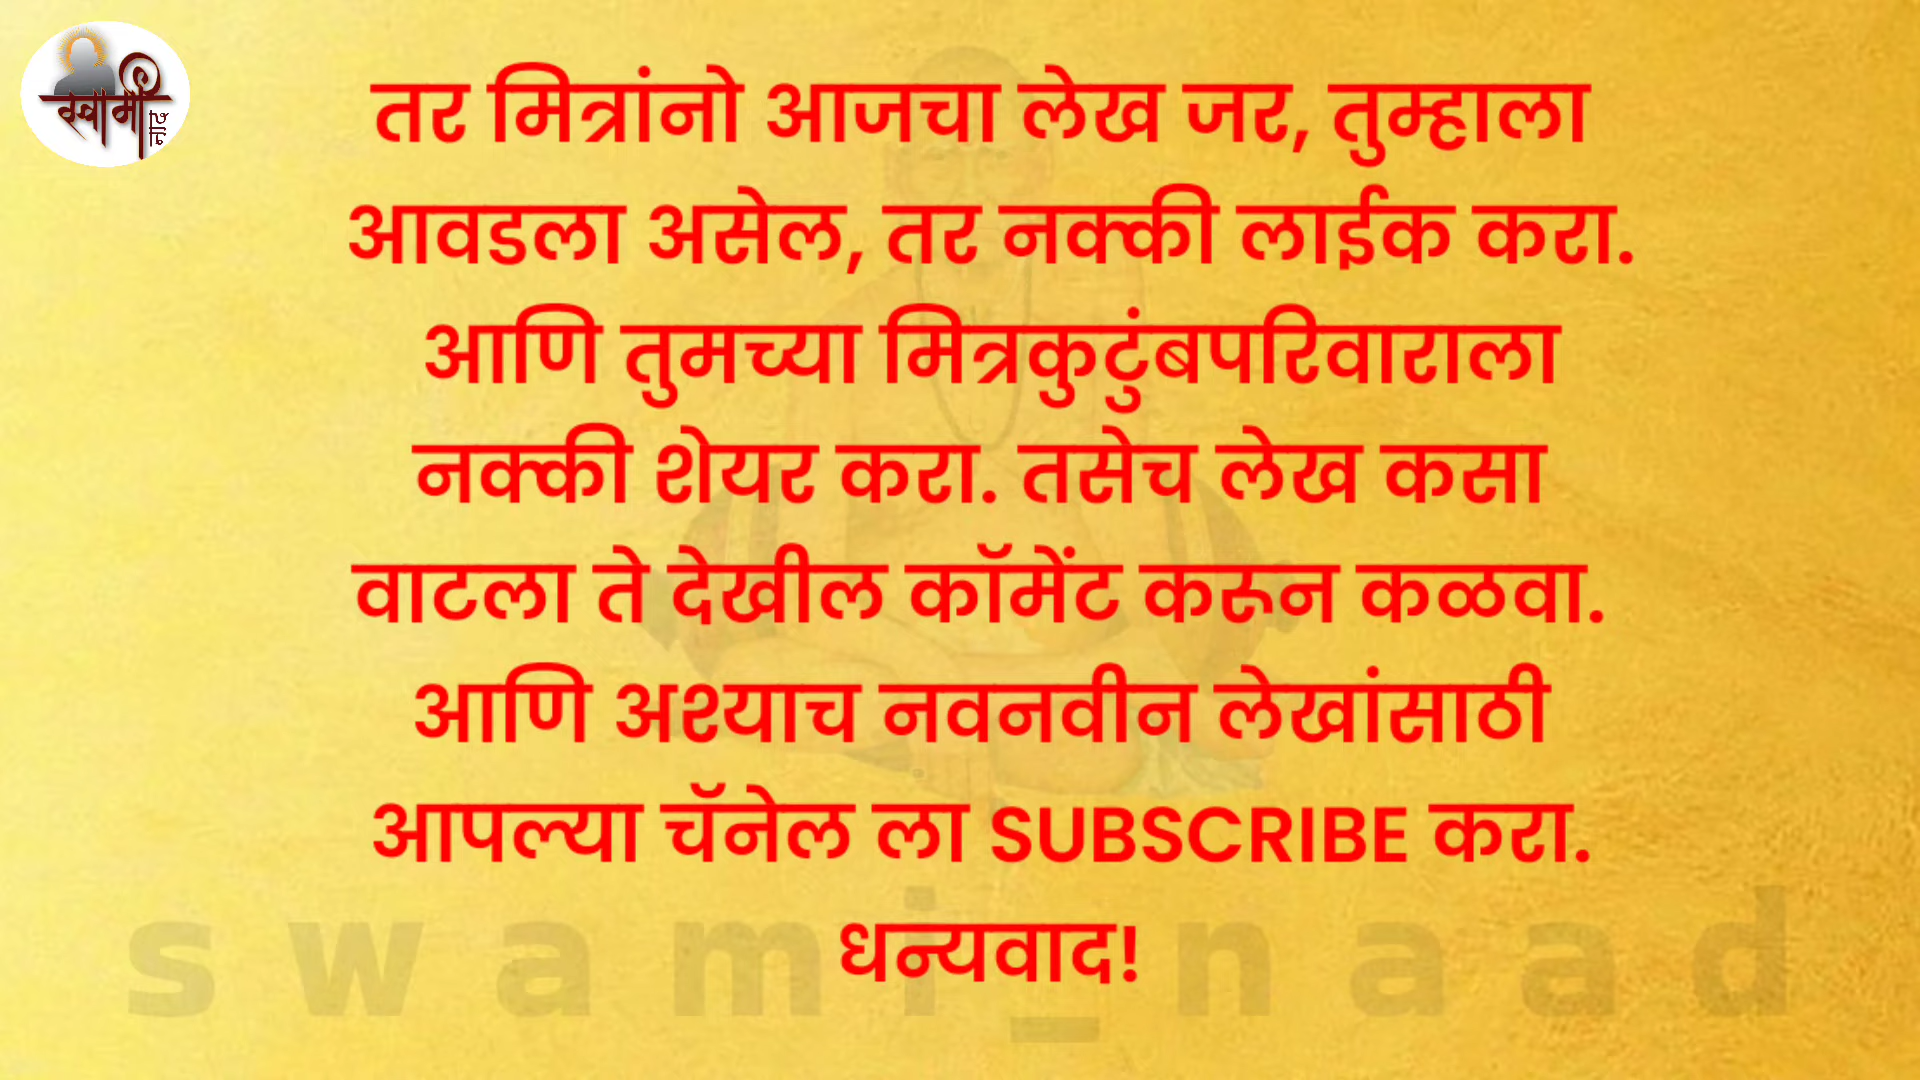 स्वामी
नाद
तर मित्रांनो आजचा लेख जर, तुम्हाला
आवडला असेल, तर नक्की लाईक करा.
आणि तुमच्या मित्रकुटुंबपरिवाराला
नक्की शेयर करा. तसेच लेख कसा
वाटला ते देखील कॉमेंट करून कळवा.
आणि अश्याच नवनवीन लेखांसाठी
आपल्या चॅनेल ला SUBSCRIBE करा.
धन्यवाद!
swami_naad